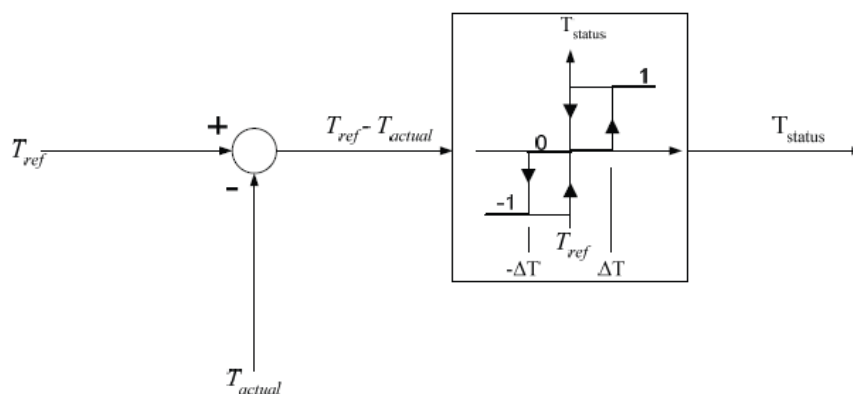 T_status
1
+
T_ref
T_ref - T_actual
0
T_status
-
-1
T_ref
-ΔT
ΔT
T_actual